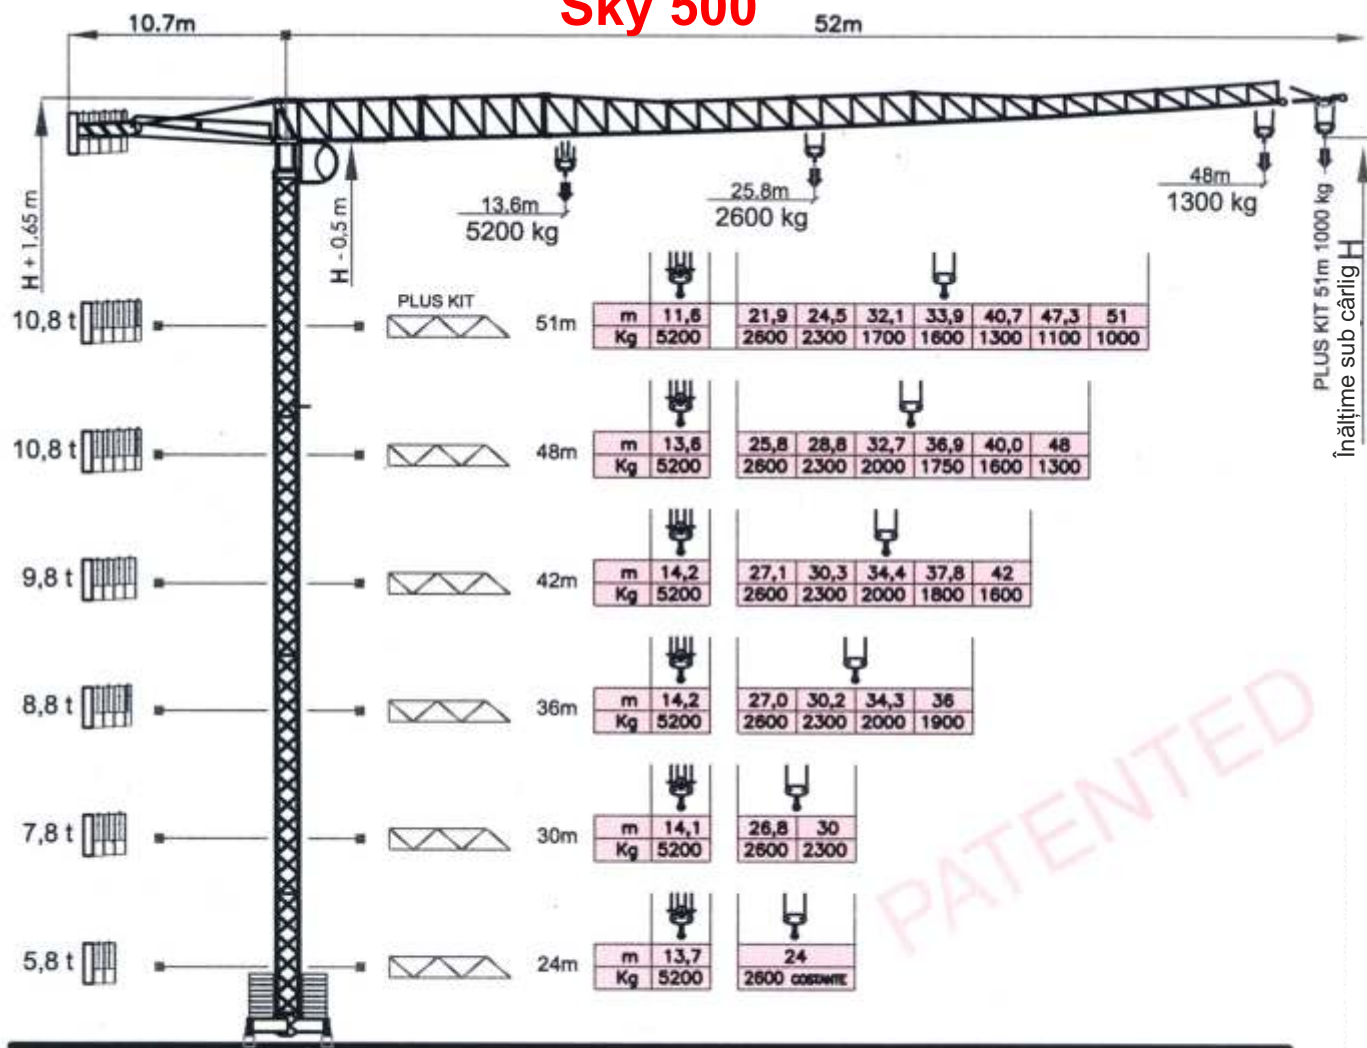 Sky 500
10.7m 52m
H + 1,65 m
H - 0,5 m
13.6m
5200 kg
25.8m
2600 kg
48m
1300 kg
PLUS KIT 51m 1000 kg
Înălțime sub cârlig H
10,8 t PLUS KIT 51m
m 11,6 21,9 24,5 32,1 33,9 40,7 47,3 51
Kg 5200 2600 2300 1700 1600 1300 1100 1000
10,8 t 48m
m 13,6 25,8 28,8 32,7 36,9 40,0 48
Kg 5200 2600 2300 2000 1750 1600 1300
9,8 t 42m
m 14,2 27,1 30,3 34,4 37,8 42
Kg 5200 2600 2300 2000 1800 1600
8,8 t 36m
m 14,2 27,0 30,2 34,3 36
Kg 5200 2600 2300 2000 1900
7,8 t 30m
m 14,1 26,8 30
Kg 5200 2600 2300
5,8 t 24m
m 13,7 24
Kg 5200 2600 COSTANTE
PATENTED